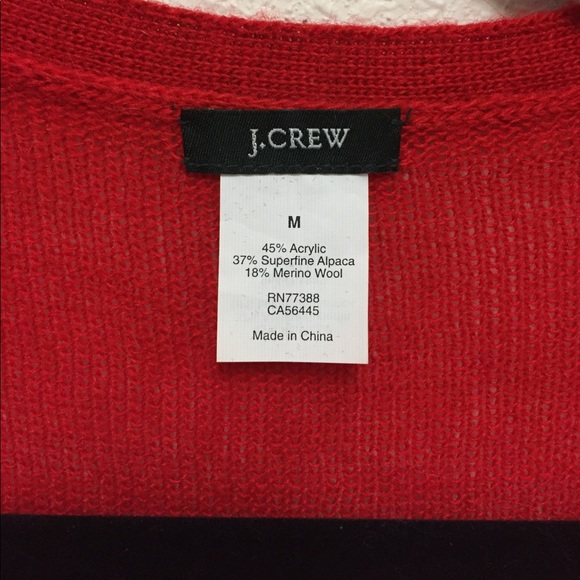 J.CREW
M
45% Acrylic
37% Superfine Alpaca
18% Merino Wool
RN77388
CA56445
Made in China